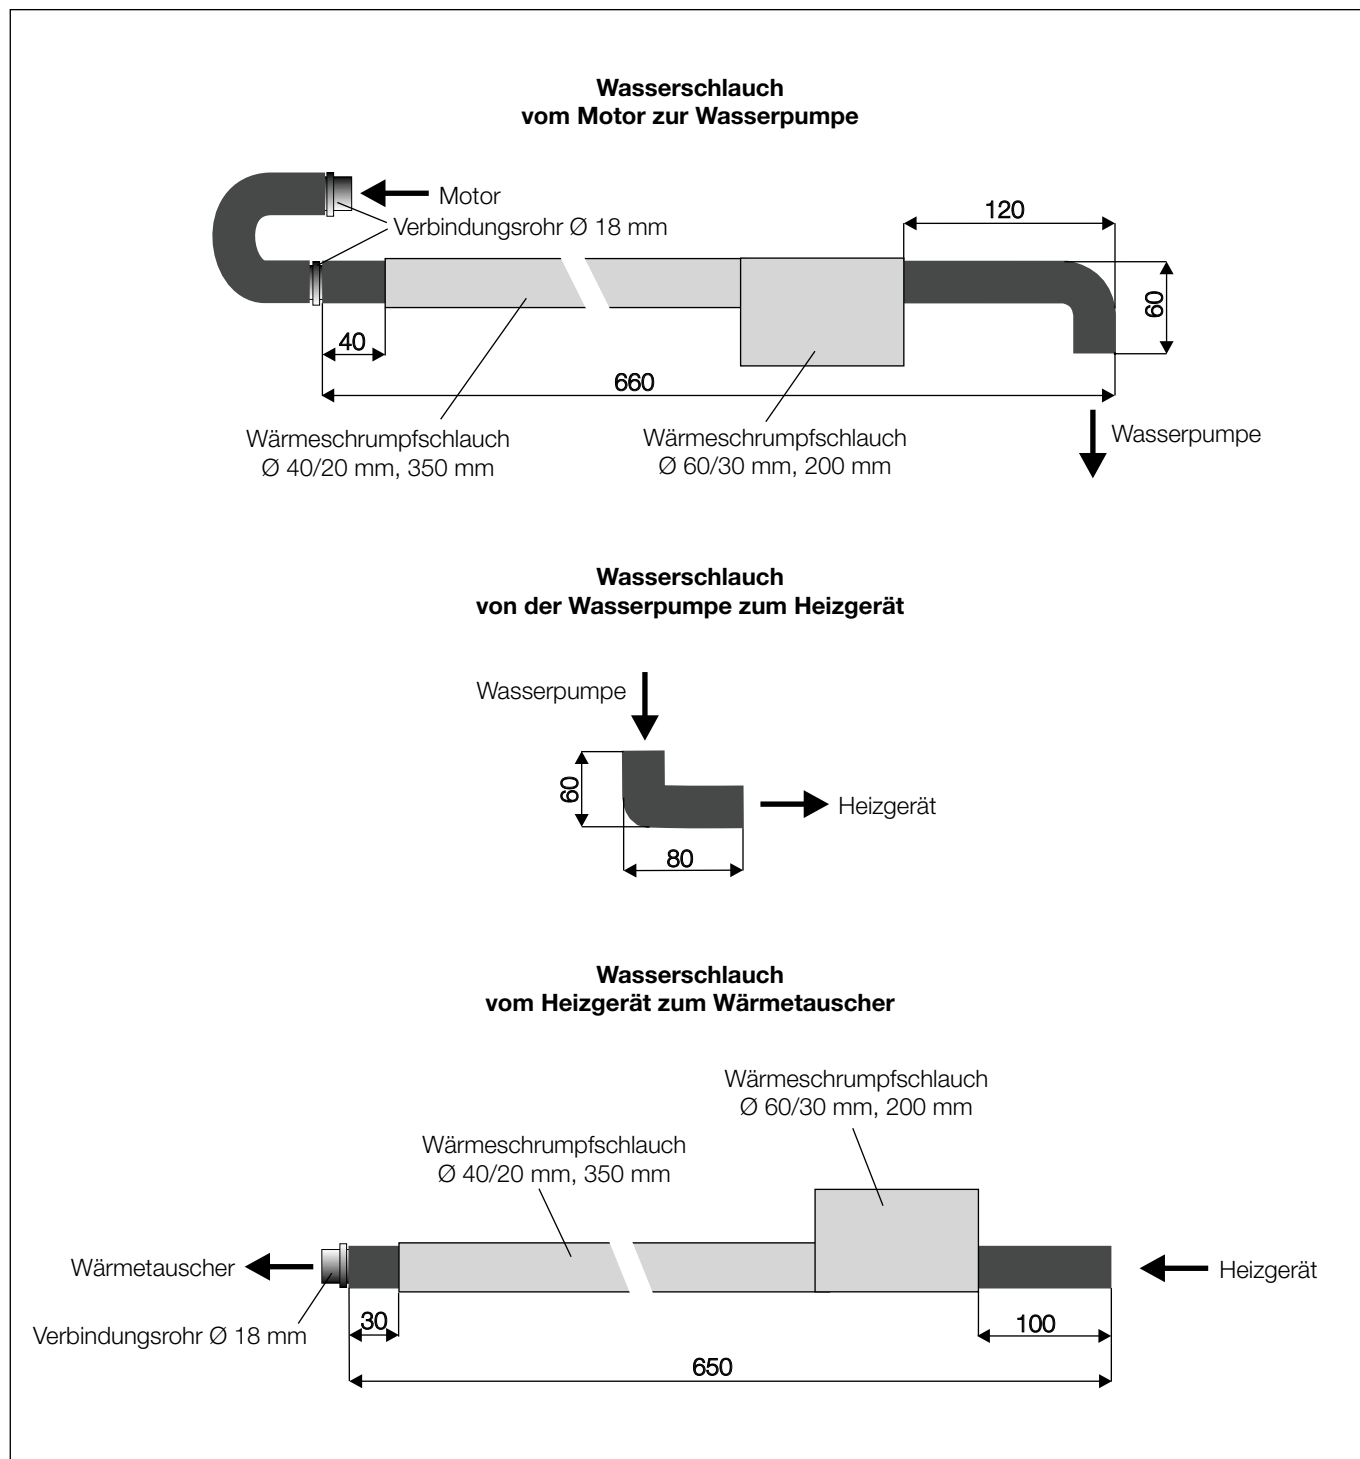 Wasserschlauch
vom Motor zur Wasserpumpe
Motor
Verbindungsrohr Ø 18 mm
120
60
40
660
Wärmeschrumpfschlauch
Ø 40/20 mm, 350 mm
Wärmeschrumpfschlauch
Ø 60/30 mm, 200 mm
Wasserpumpe
Wasserschlauch
von der Wasserpumpe zum Heizgerät
Wasserpumpe
60
Heizgerät
80
Wasserschlauch
vom Heizgerät zum Wärmetauscher
Wärmeschrumpfschlauch
Ø 60/30 mm, 200 mm
Wärmeschrumpfschlauch
Ø 40/20 mm, 350 mm
Wärmetauscher
Heizgerät
Verbindungsrohr Ø 18 mm
30
100
650